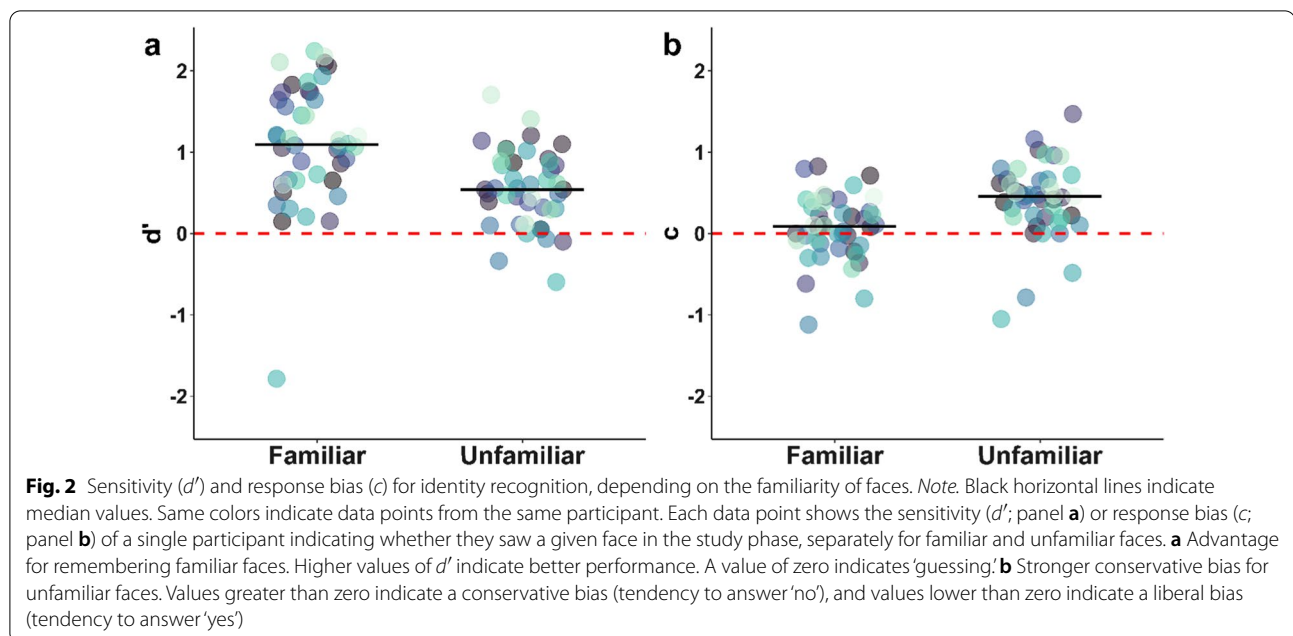 a
b
2
1
0
-1
-2
d'
2
1
0
-1
-2
c
Familiar
Unfamiliar
Familiar
Unfamiliar
Fig. 2 Sensitivity (d′) and response bias (c) for identity recognition, depending on the familiarity of faces. Note. Black horizontal lines indicate
median values. Same colors indicate data points from the same participant. Each data point shows the sensitivity (d′; panel a) or response bias (c;
panel b) of a single participant indicating whether they saw a given face in the study phase, separately for familiar and unfamiliar faces. a Advantage
for remembering familiar faces. Higher values of d′ indicate better performance. A value of zero indicates ‘guessing.’ b Stronger conservative bias for
unfamiliar faces. Values greater than zero indicate a conservative bias (tendency to answer ‘no’), and values lower than zero indicate a liberal bias
(tendency to answer ‘yes’)